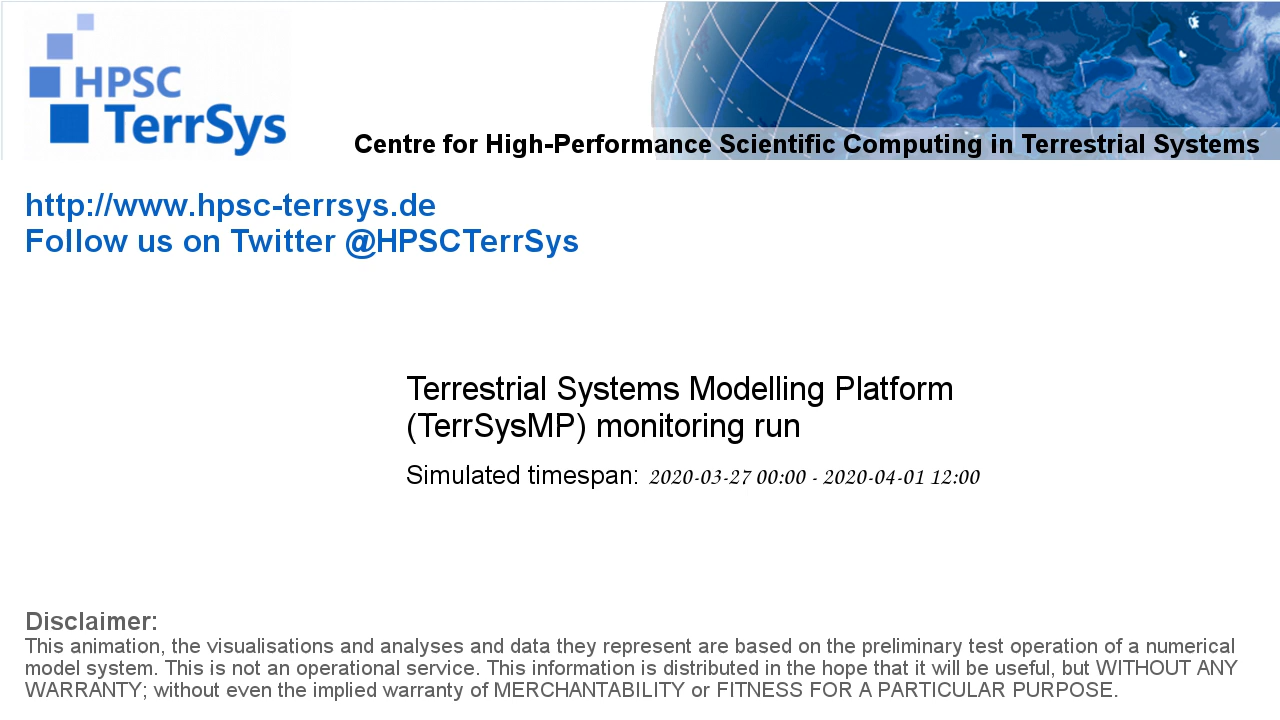 HPSC
TerrSys
Centre for High-Performance Scientific Computing in Terrestrial Systems
http://www.hpsc-terrsys.de
Follow us on Twitter @HPSCTerrSys
Terrestrial Systems Modelling Platform
(TerrSysMP) monitoring run
Simulated timespan: 2020-03-27 00:00 - 2020-04-01 12:00
Disclaimer:
This animation, the visualisations and analyses and data they represent are based on the preliminary test operation of a numerical
model system. This is not an operational service. This information is distributed in the hope that it will be useful, but WITHOUT ANY
WARRANTY; without even the implied warranty of MERCHANTABILITY or FITNESS FOR A PARTICULAR PURPOSE.